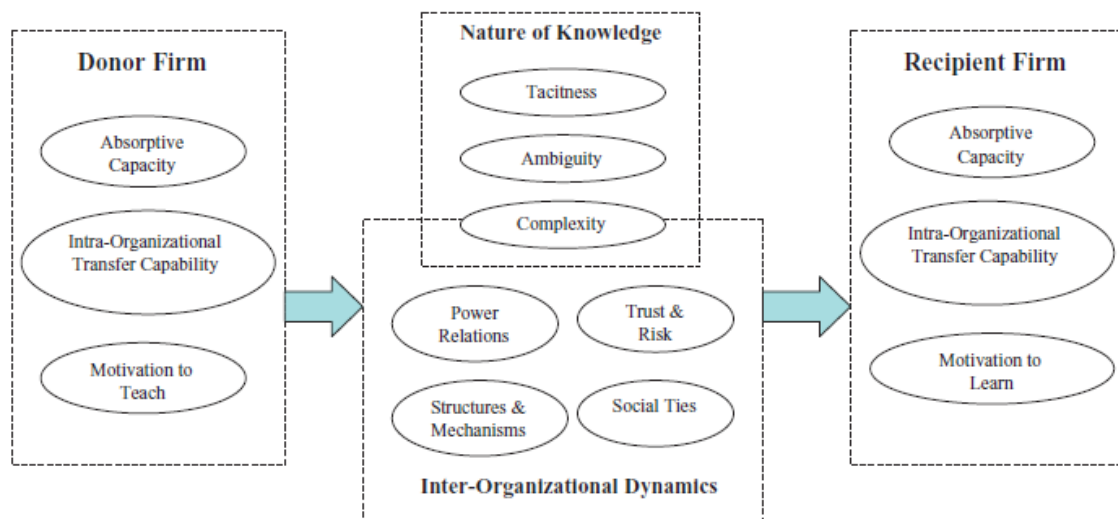 Donor Firm
Absorptive
Capacity
Intra-Organizational
Transfer Capability
Motivation to
Teach
Nature of Knowledge
Tacitness
Ambiguity
Complexity
Power
Relations
Trust &
Risk
Structures &
Mechanisms
Social Ties
Inter-Organizational Dynamics
Recipient Firm
Absorptive
Capacity
Intra-Organizational
Transfer Capability
Motivation to
Learn